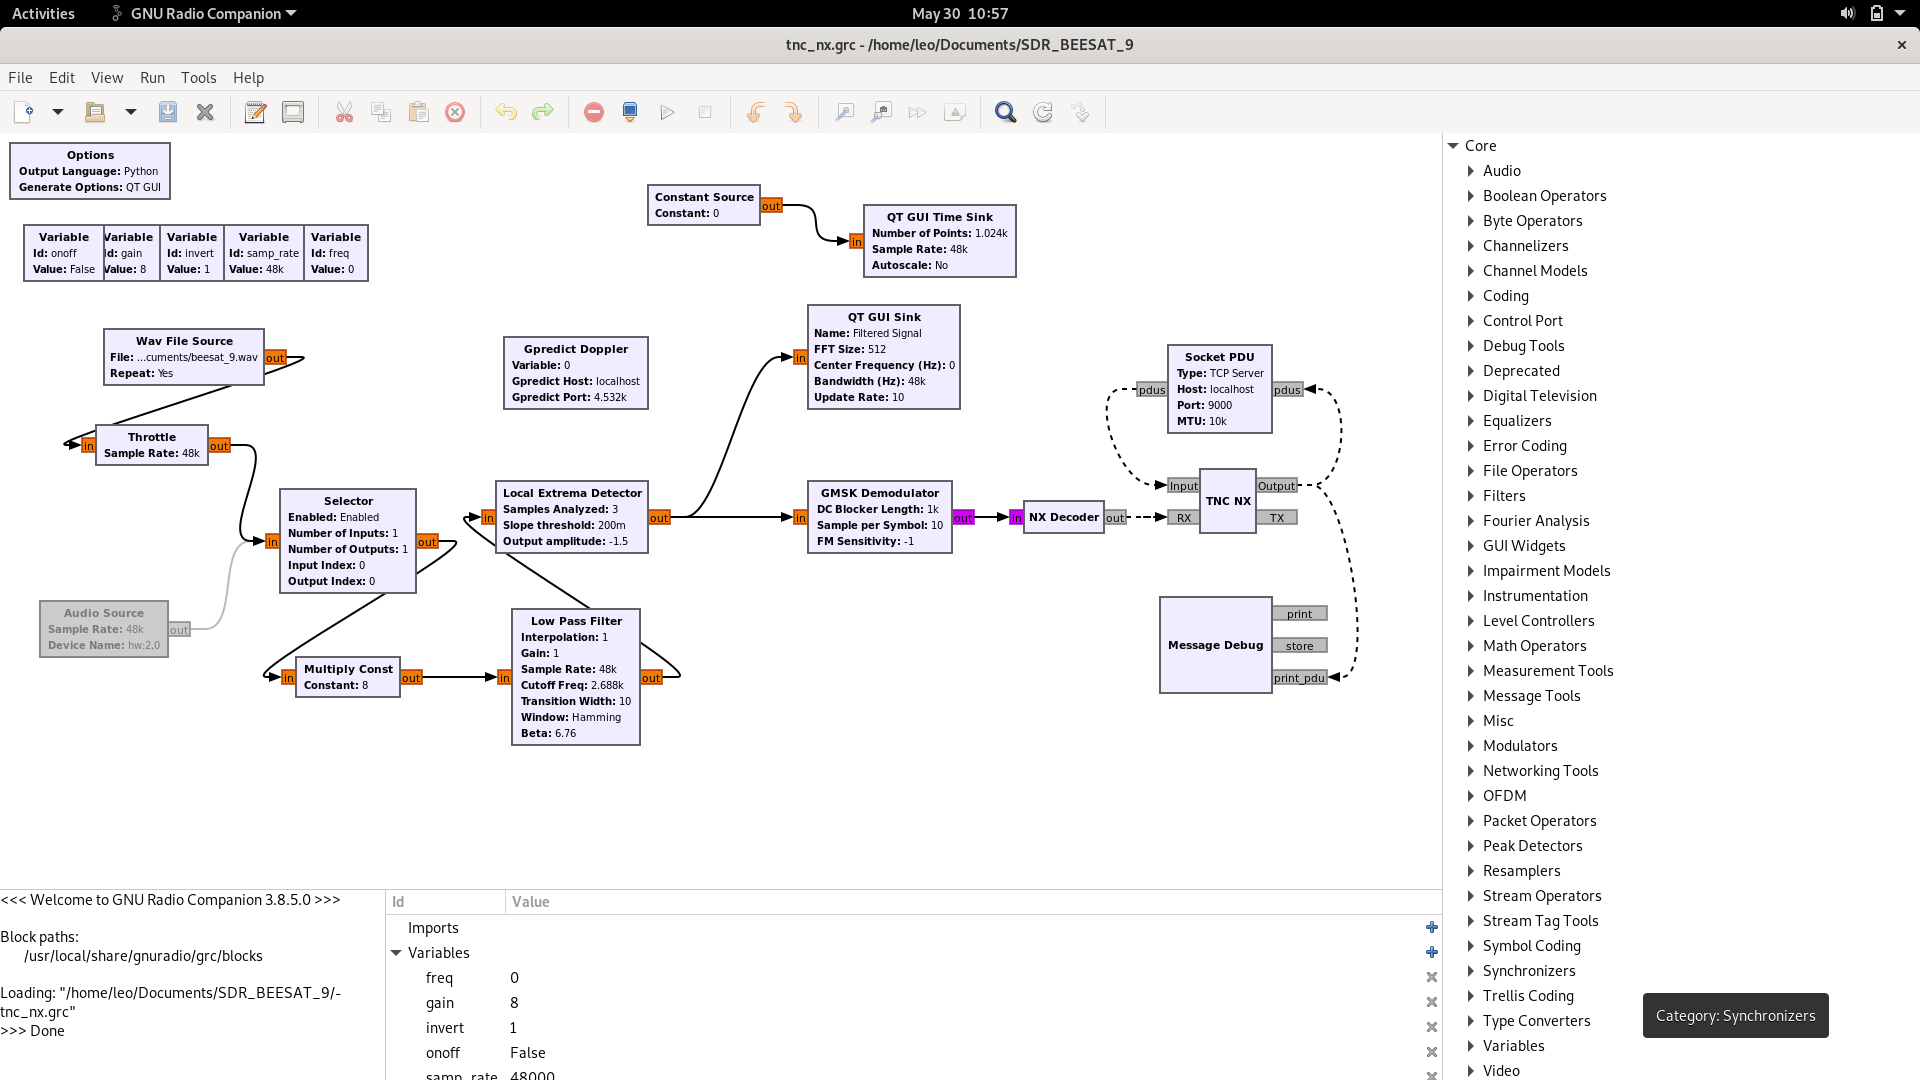 Activities
GNU Radio Companion
May 30 10:57
tnc_nx.grc - /home/leo/Documents/SDR_BEESAT_9
File Edit View Run Tools Help
Options
Output Language: Python
Generate Options: QT GUI
Variable
Id: onoff
Value: False
Variable
Id: gain
Value: 8
Variable
Id: invert
Value: 1
Variable
Id: samp_rate
Value: 48k
Variable
Id: freq
Value: 0
Constant Source
Constant: 0
out
in
QT GUI Time Sink
Number of Points: 1.024k
Sample Rate: 48k
Autoscale: No
Wav File Source
File: ...cuments/beesat_9.wav
Repeat: Yes
out
Gpredict Doppler
Variable: 0
Gpredict Host: localhost
Gpredict Port: 4.532k
in
QT GUI Sink
Name: Filtered Signal
FFT Size: 512
Center Frequency (Hz): 0
Bandwidth (Hz): 48k
Update Rate: 10
pdus
Socket PDU
Type: TCP Server
Host: localhost
Port: 9000
MTU: 10k
pdus
in
Throttle
Sample Rate: 48k
out
in
Selector
Enabled: Enabled
Number of Inputs: 1
Number of Outputs: 1
Input Index: 0
Output Index: 0
out
in
Local Extrema Detector
Samples Analyzed: 3
Slope threshold: 200m
Output amplitude: -1.5
out
in
GMSK Demodulator
DC Blocker Length: 1k
Sample per Symbol: 10
FM Sensitivity: -1
out
in
NX Decoder
out
Input
RX
TNC NX
Output
TX
Audio Source
Sample Rate: 48k
Device Name: hw:2,0
out
in
Multiply Const
Constant: 8
out
in
Low Pass Filter
Interpolation: 1
Gain: 1
Sample Rate: 48k
Cutoff Freq: 2.688k
Transition Width: 10
Window: Hamming
Beta: 6.76
out
Message Debug
print
store
print_pdu
<<< Welcome to GNU Radio Companion 3.8.5.0 >>>
Block paths:
/usr/local/share/gnuradio/grc/blocks
Loading: "/home/leo/Documents/SDR_BEESAT_9/-
tnc_nx.grc"
>>> Done
Id Value
Imports
Variables
freq 0
gain 8
invert 1
onoff False
samp_rate 48000
Core
Audio
Boolean Operators
Byte Operators
Channelizers
Channel Models
Coding
Control Port
Debug Tools
Deprecated
Digital Television
Equalizers
Error Coding
File Operators
Filters
Fourier Analysis
GUI Widgets
Impairment Models
Instrumentation
Level Controllers
Math Operators
Measurement Tools
Message Tools
Misc
Modulators
Networking Tools
OFDM
Packet Operators
Peak Detectors
Resamplers
Stream Operators
Stream Tag Tools
Symbol Coding
Synchronizers
Trellis Coding
Type Converters
Variables
Video
Category: Synchronizers